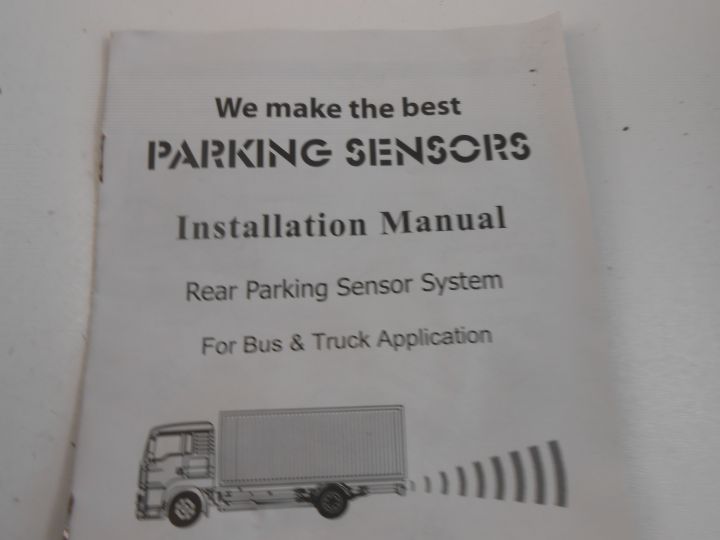 We make the best
PARKING SENSORS
Installation Manual
Rear Parking Sensor System
For Bus & Truck Application